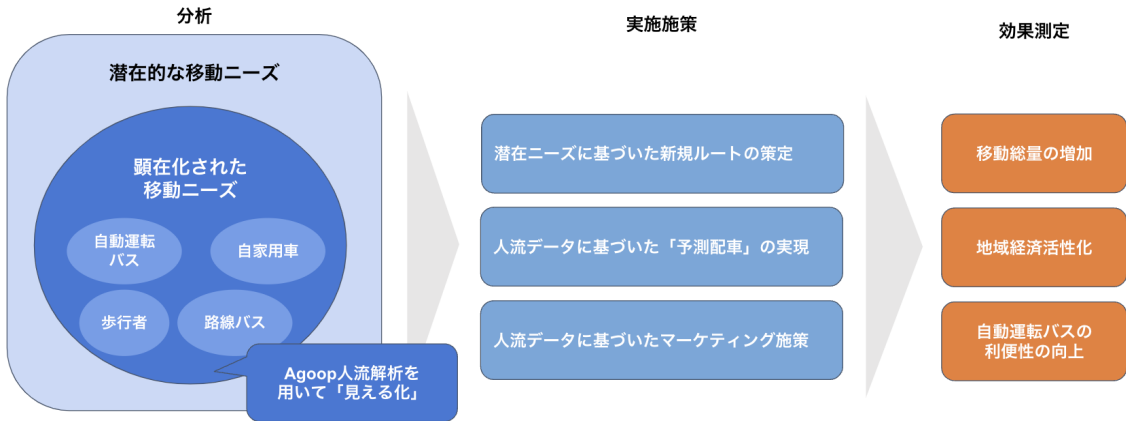 分析
潜在的な移動ニーズ
顕在化された
移動ニーズ
自動運転
バス
自家用車
歩行者
路線バス
Agoop人流解析を
用いて「見える化」
実施施策
潜在ニーズに基づいた新規ルートの策定
人流データに基づいた「予測配車」の実現
人流データに基づいたマーケティング施策
効果測定
移動総量の増加
地域経済活性化
自動運転バスの
利便性の向上